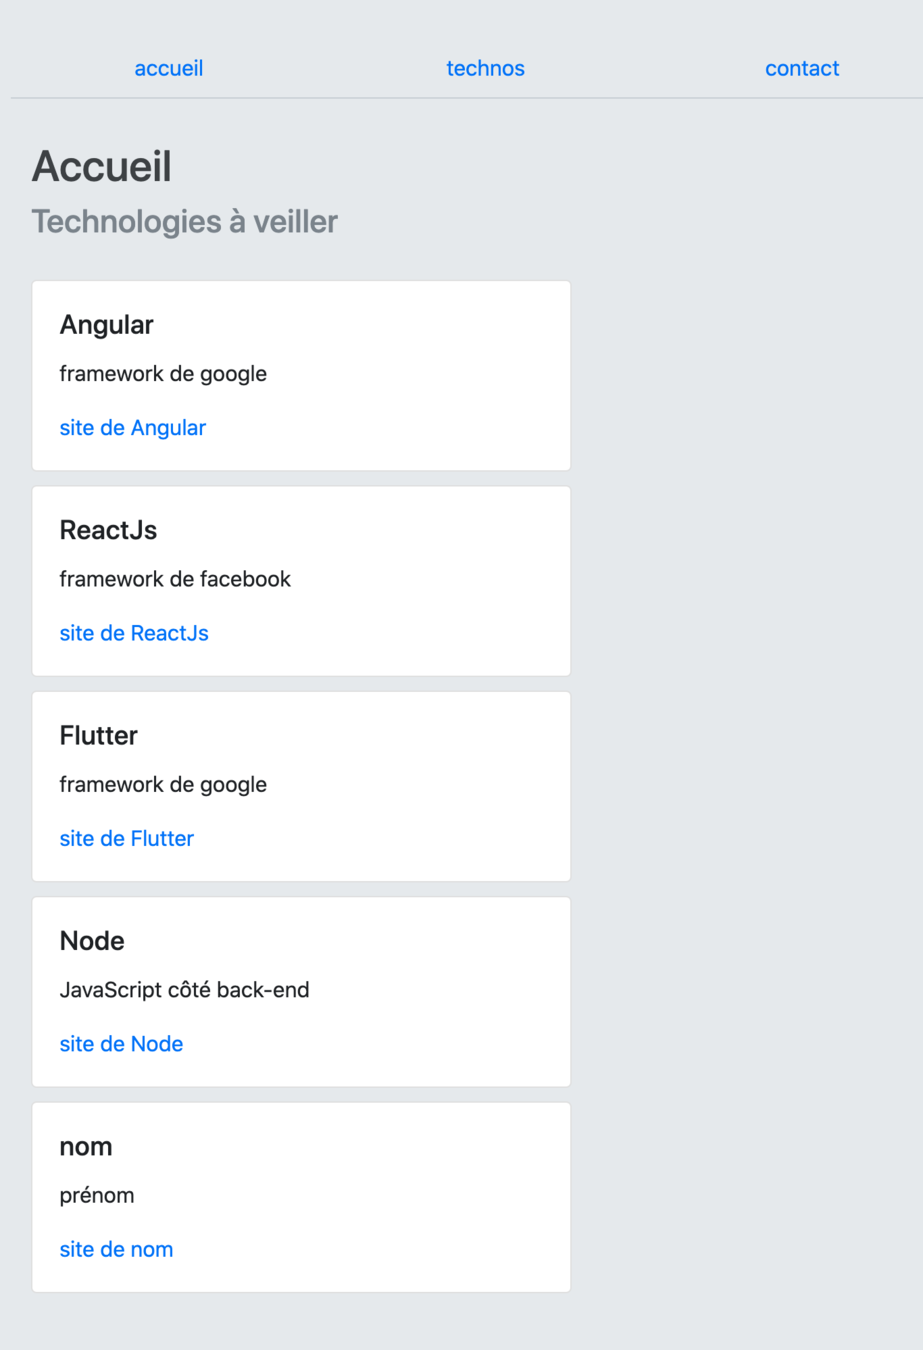 accueil technos contact
Accueil
Technologies à veiller
Angular
framework de google
site de Angular
ReactJs
framework de facebook
site de ReactJs
Flutter
framework de google
site de Flutter
Node
JavaScript côté back-end
site de Node
nom
prénom
site de nom